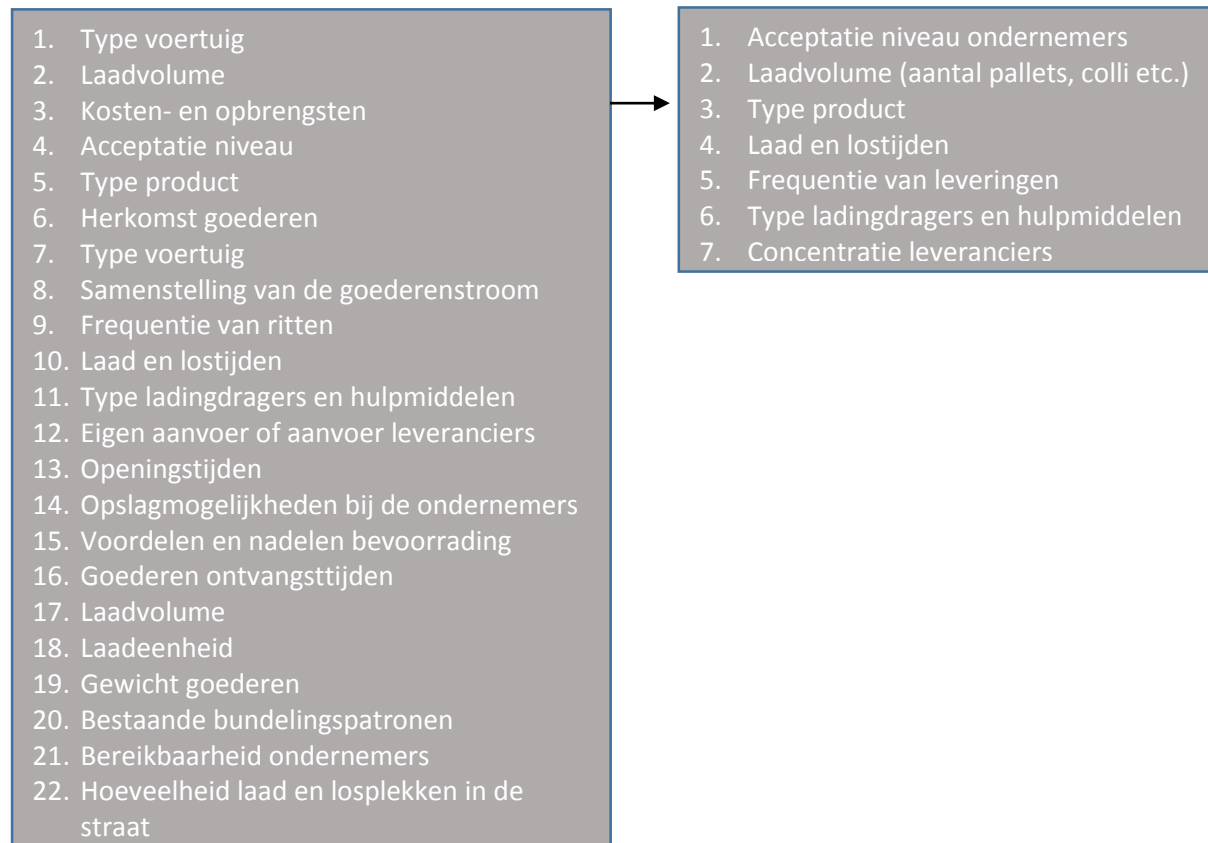 1. Type voertuig
2. Laadvolume
3. Kosten- en opbrengsten
4. Acceptatie niveau
5. Type product
6. Herkomst goederen
7. Type voertuig
8. Samenstelling van de goederenstroom
9. Frequentie van ritten
10. Laad en lostijden
11. Type ladingdragers en hulpmiddelen
12. Eigen aanvoer of aanvoer leveranciers
13. Openingstijden
14. Opslagmogelijkheden bij de ondernemers
15. Voordelen en nadelen bevoorrading
16. Goederen ontvangsttijden
17. Laadvolume
18. Laadeenheid
19. Gewicht goederen
20. Bestaande bundelingspatronen
21. Bereikbaarheid ondernemers
22. Hoeveelheid laad en losplekken in de
straat
1. Acceptatie niveau ondernemers
2. Laadvolume (aantal pallets, colli etc.)
3. Type product
4. Laad en lostijden
5. Frequentie van leveringen
6. Type ladingdragers en hulpmiddelen
7. Concentratie leveranciers